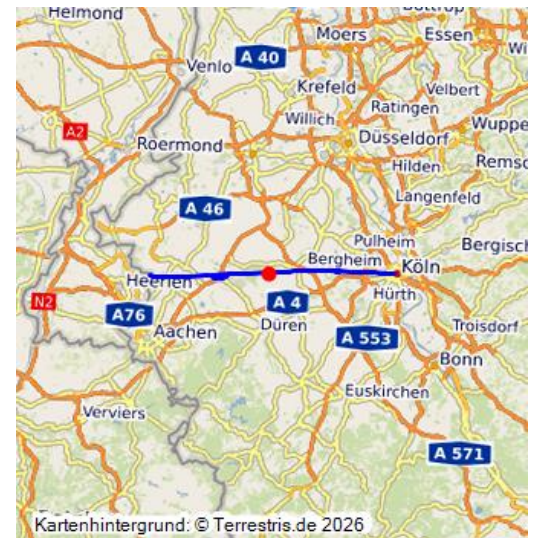 Helmond
Bottrop
Moers
Essen
A 40
Venlo
Krefeld
Velbert
Ratingen
Willich
A2
Düsseldorf
Wuppe
Roermond
Hilden
Remsc
Langenfeld
A 46
Pulheim
Bergisch
Bergheim
Köln
Heerlen
Hürth
N2
A76
A 4
Aachen
Düren
A 553
Troisdorf
Bonn
Euskirchen
Verviers
A 571
Kartenhintergrund: © Terrestris.de 2026